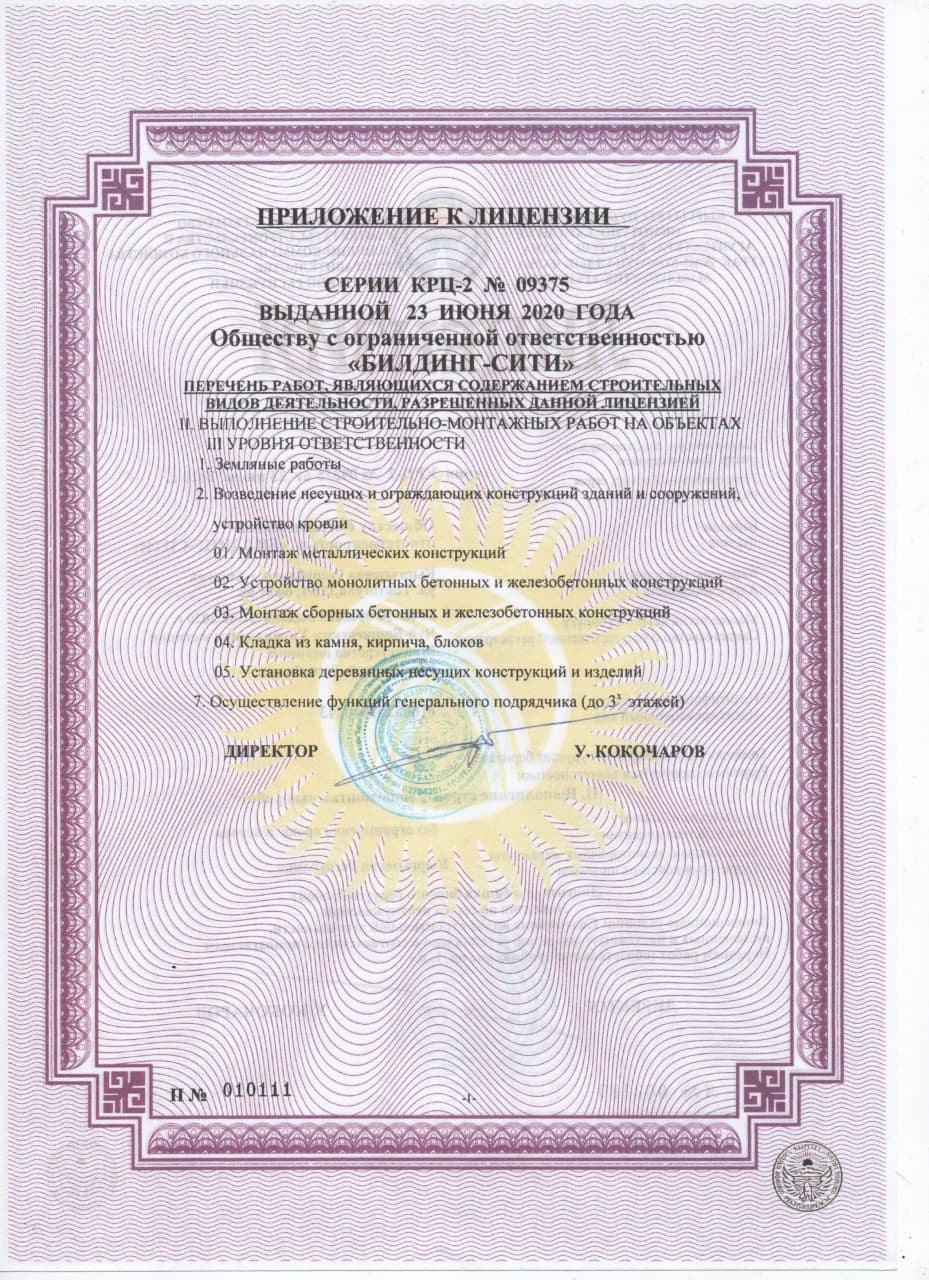 ПРИЛОЖЕНИЕ К ЛИЦЕНЗИИ
СЕРИИ КРЦ-2 № 09375
ВЫДАННОЙ 23 ИЮНЯ 2020 ГОДА
Обществу с ограниченной ответственностью
«БИЛДИНГ-СИТИ»
ПЕРЕЧЕНЬ РАБОТ, ЯВЛЯЮЩИХСЯ СОДЕРЖАНИЕМ СТРОИТЕЛЬНЫХ
ВИДОВ ДЕЯТЕЛЬНОСТИ, РАЗРЕШЕННЫХ ДАННОЙ ЛИЦЕНЗИЕЙ
II. ВЫПОЛНЕНИЕ СТРОИТЕЛЬНО-МОНТАЖНЫХ РАБОТ НА ОБЪЕКТАХ
III УРОВНЯ ОТВЕТСТВЕННОСТИ
1. Земляные работы
2. Возведение несущих и ограждающих конструкций зданий и сооружений,
устройство кровли
01. Монтаж металлических конструкций
02. Устройство монолитных бетонных и железобетонных конструкций
03. Монтаж сборных бетонных и железобетонных конструкций
04. Кладка из камня, кирпича, блоков
05. Установка деревянных несущих конструкций и изделий
7. Осуществление функций генерального подрядчика (до 3х этажей)
ДИРЕКТОР У. КОКОЧАРОВ
П № 010111
-1-